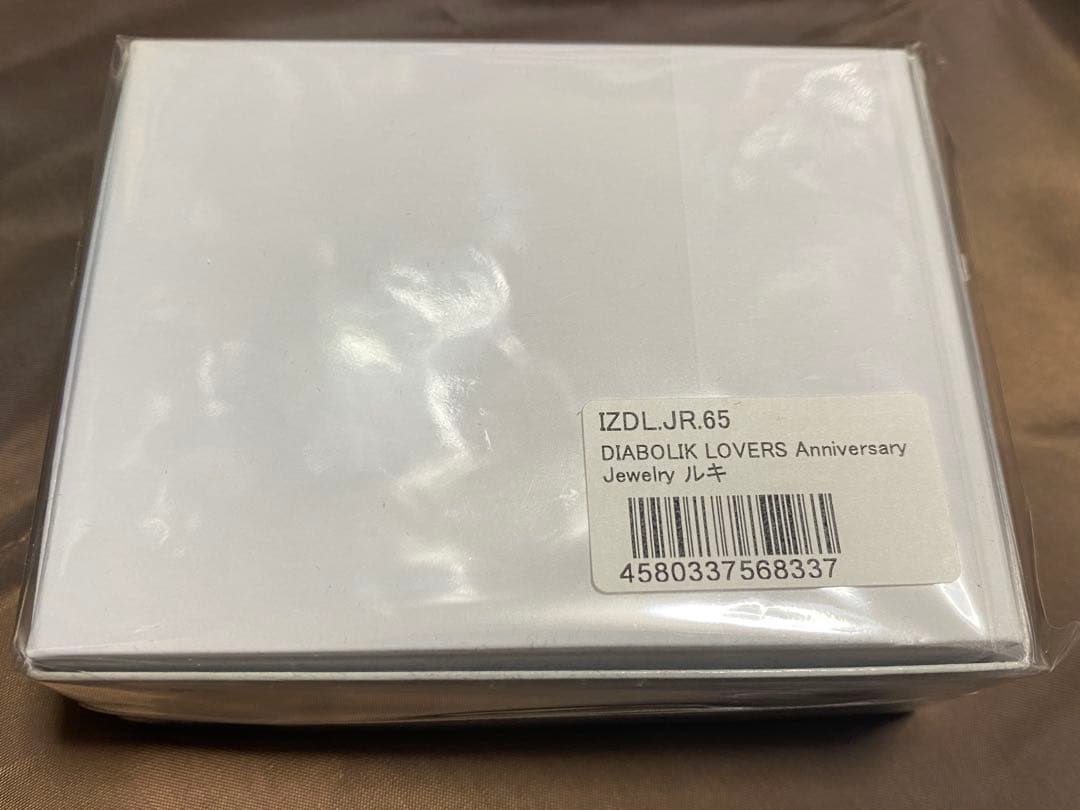 IZDL.JR.65
DIABOLIK LOVERS Anniversary
Jewelry ルキ
4580337568337